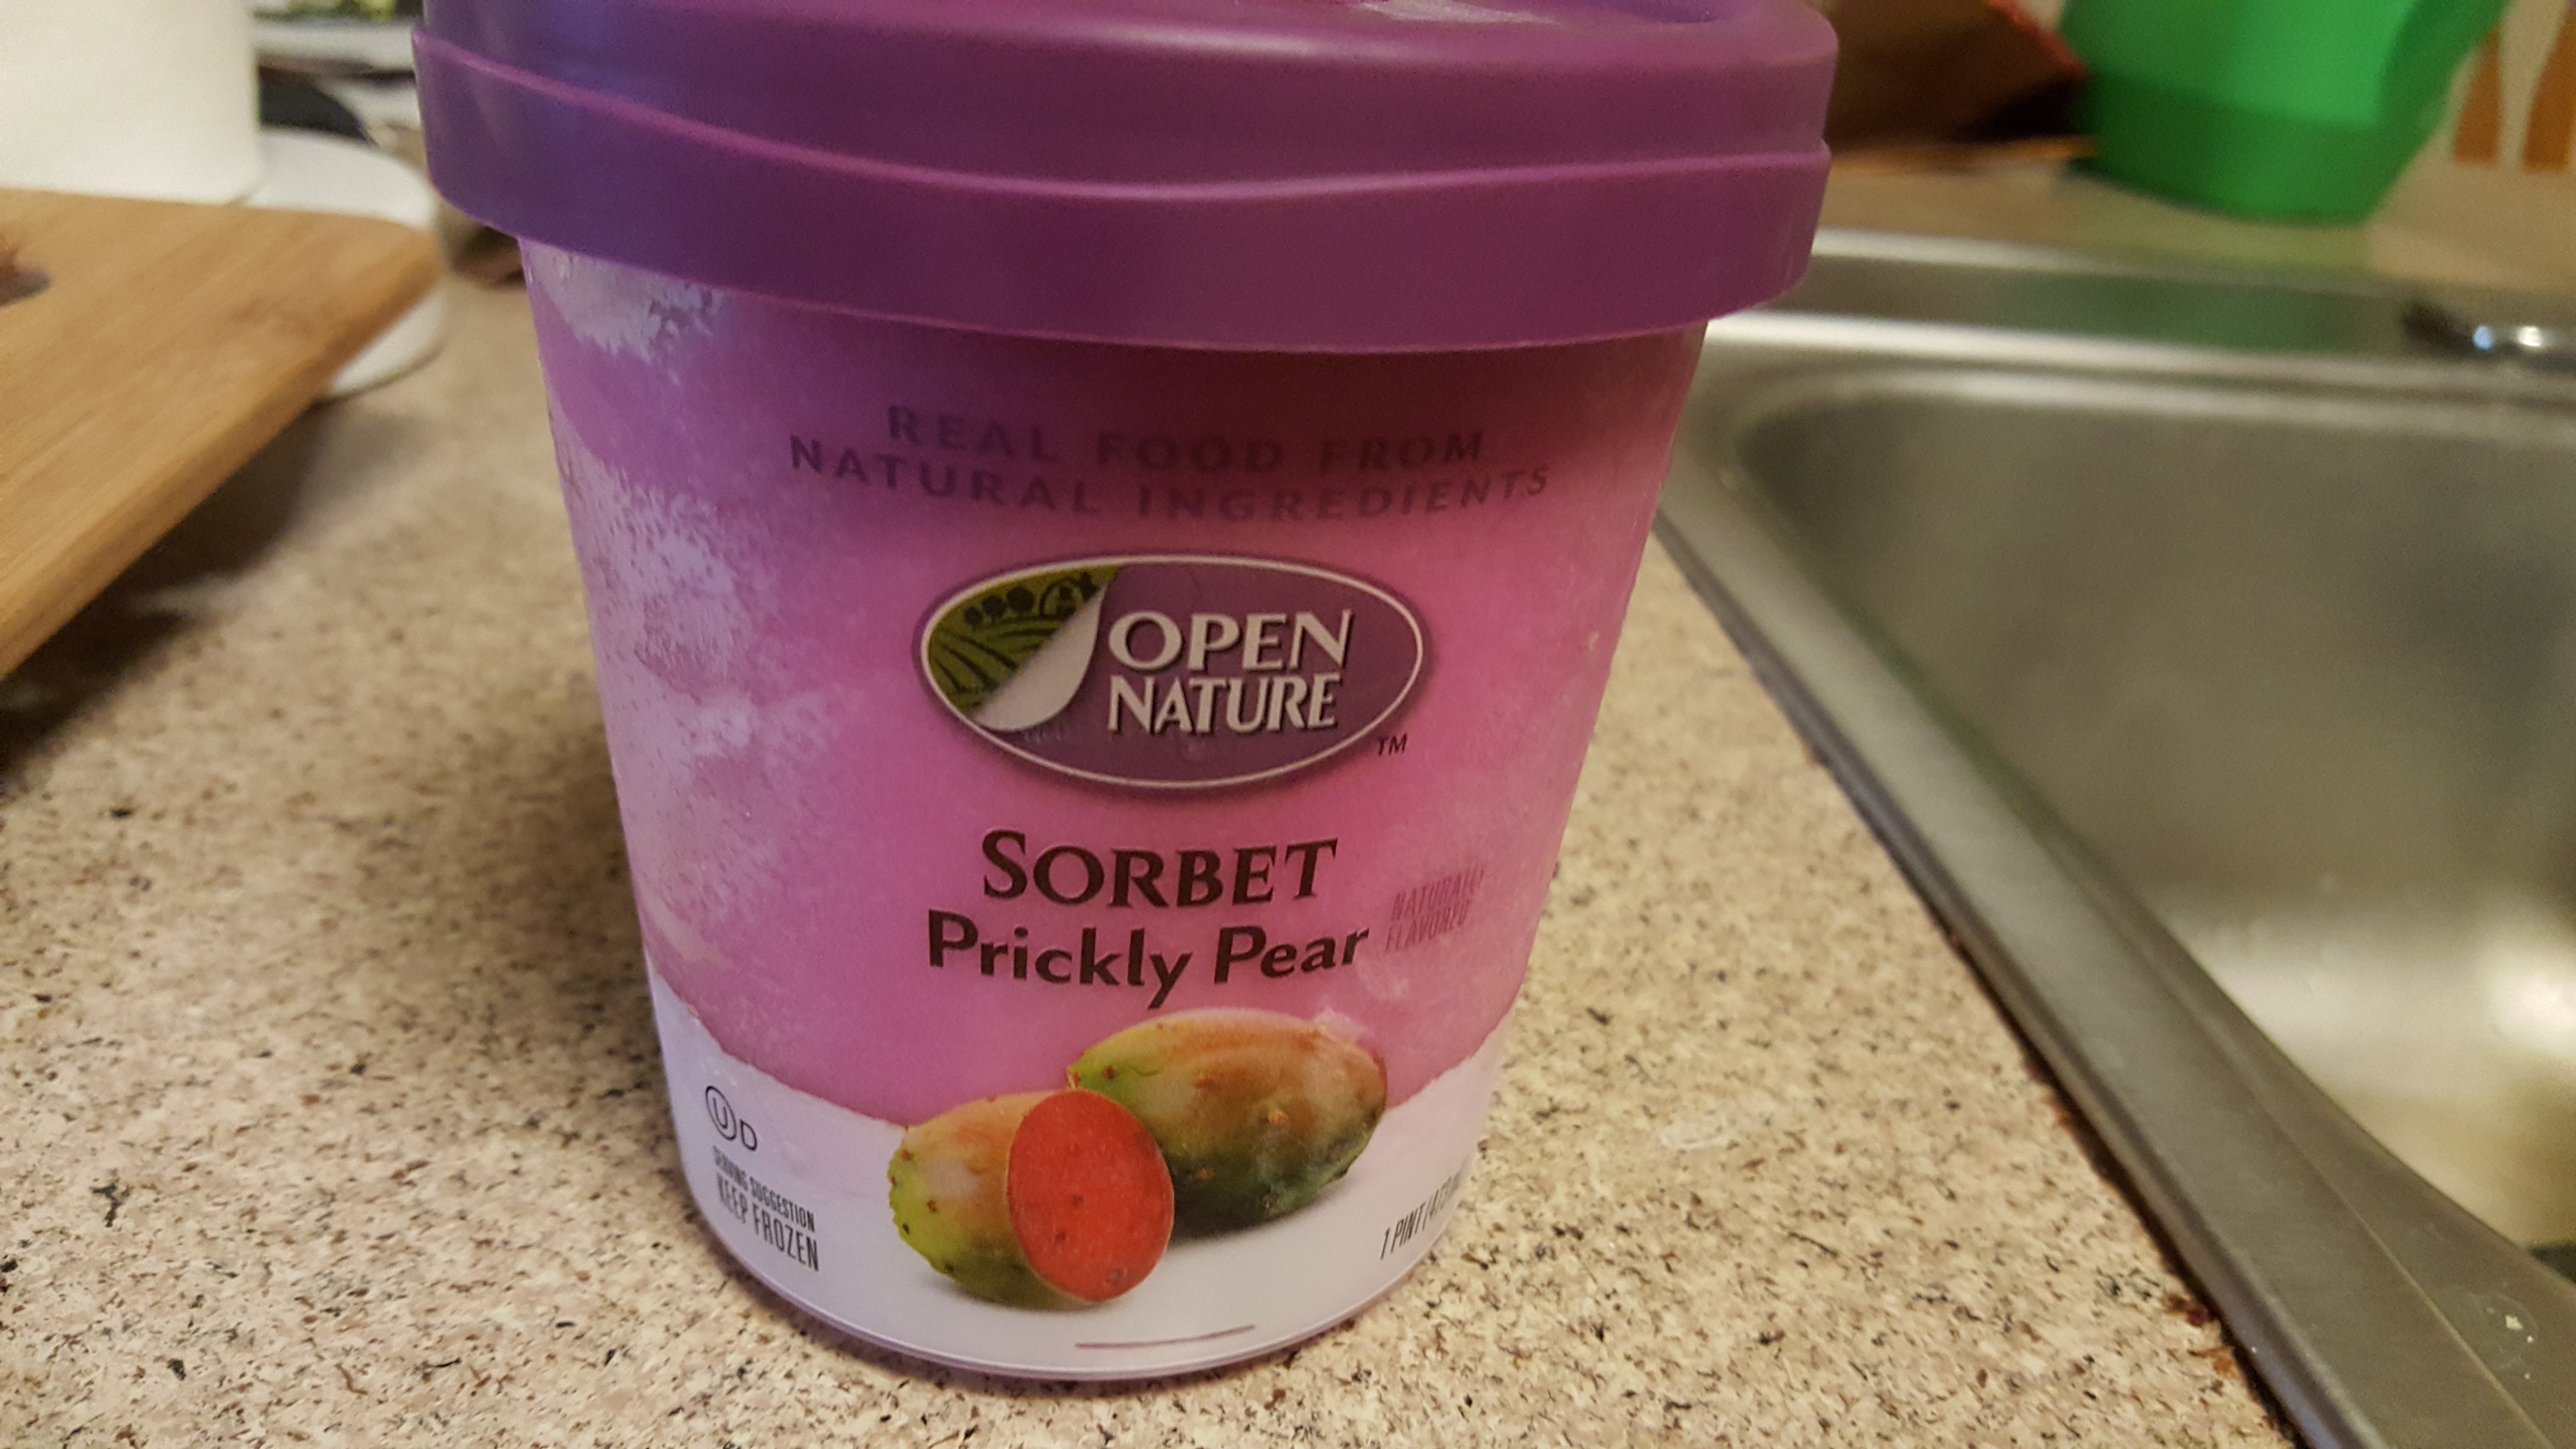 REAL FOOD FROM
NATURAL INGREDIENTS
OPEN
NATURE
TM
SORBET
Prickly Pear
NATURALLY
FLAVORED
U D
SERVING SUGGESTION
KEEP FROZEN
1 PINT (473